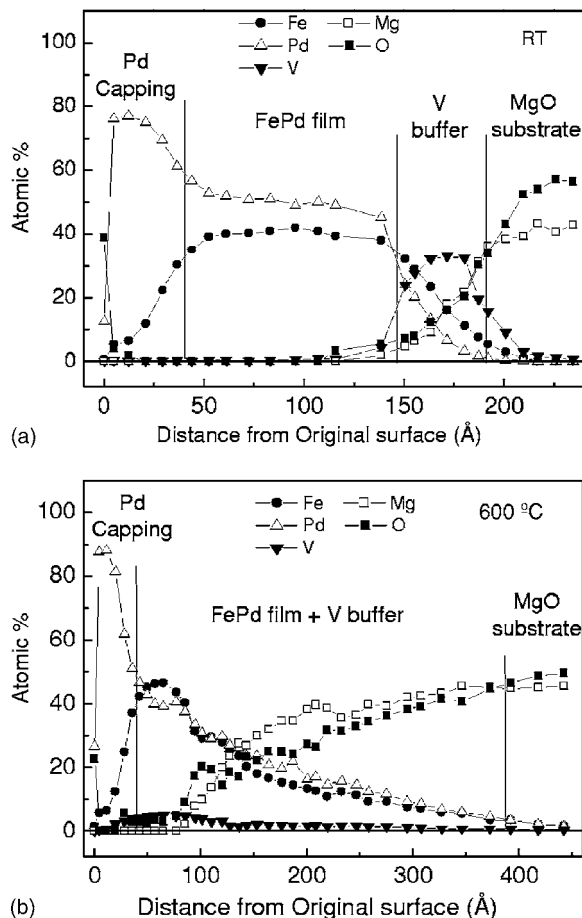 Fe Mg
Pd O
V
RT
Pd
Capping
FePd film
V
buffer
MgO
substrate
100
80
60
40
20
0
Atomic %
0 50 100 150 200
Distance from Original surface (Å)
(a)
Pd
Capping
Fe Mg
Pd O
V
600 ºC
FePd film + V buffer
MgO
substrate
100
80
60
40
20
0
Atomic %
0 100 200 300 400
Distance from Original surface (Å)
(b)